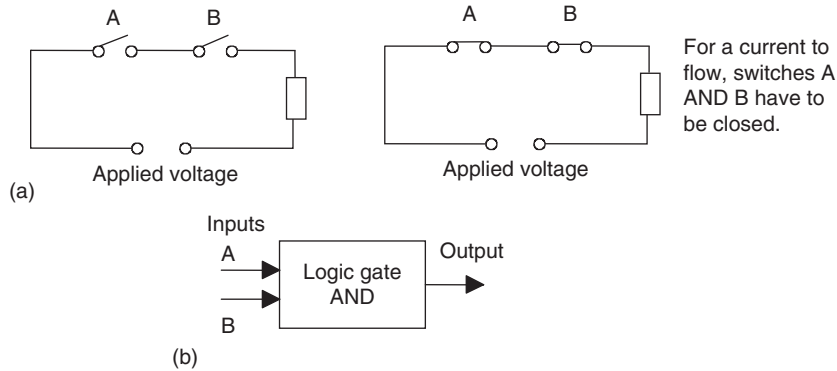 A
B
Applied voltage
A
B
Applied voltage
For a current to
flow, switches A
AND B have to
be closed.
(a)
Inputs
A
B
Logic gate
AND
Output
(b)